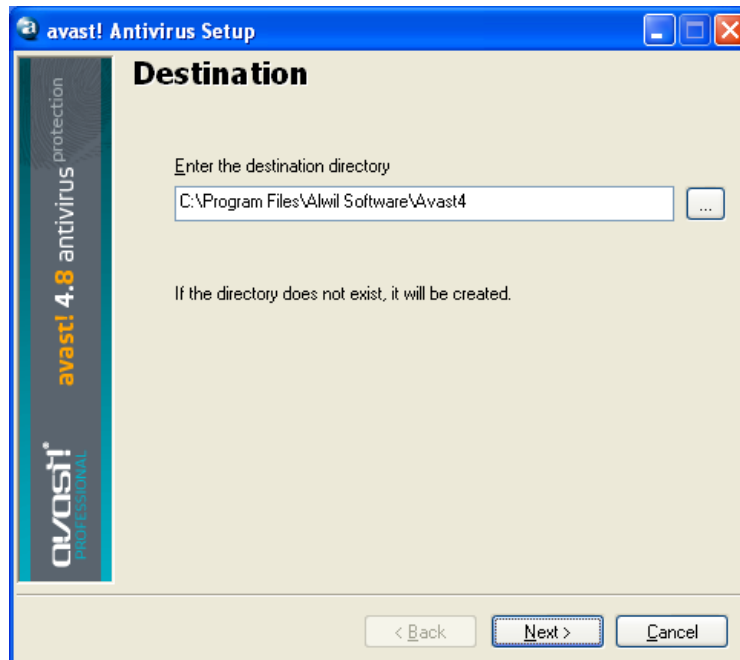 avast! Antivirus Setup
Destination
avast! 4.8 antivirus protection
avast!
PROFESSIONAL
Enter the destination directory
C:\Program Files\Alwil Software\Avast4
...
If the directory does not exist, it will be created.
< Back
Next >
Cancel